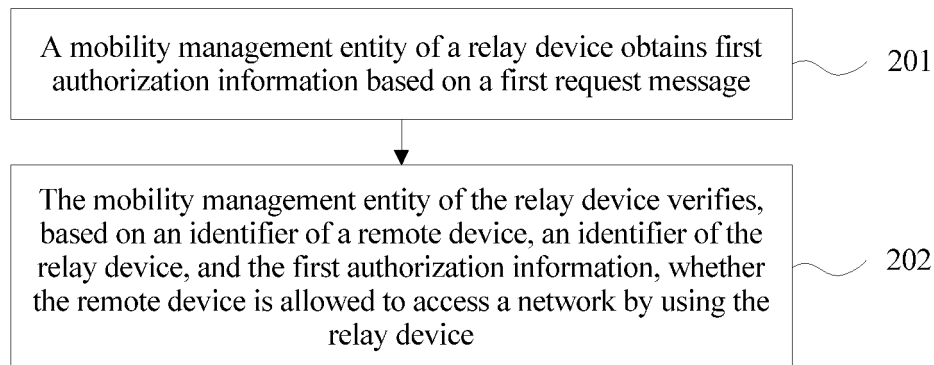 A mobility management entity of a relay device obtains first
authorization information based on a first request message
201
The mobility management entity of the relay device verifies,
based on an identifier of a remote device, an identifier of the
relay device, and the first authorization information, whether
the remote device is allowed to access a network by using the
relay device
202